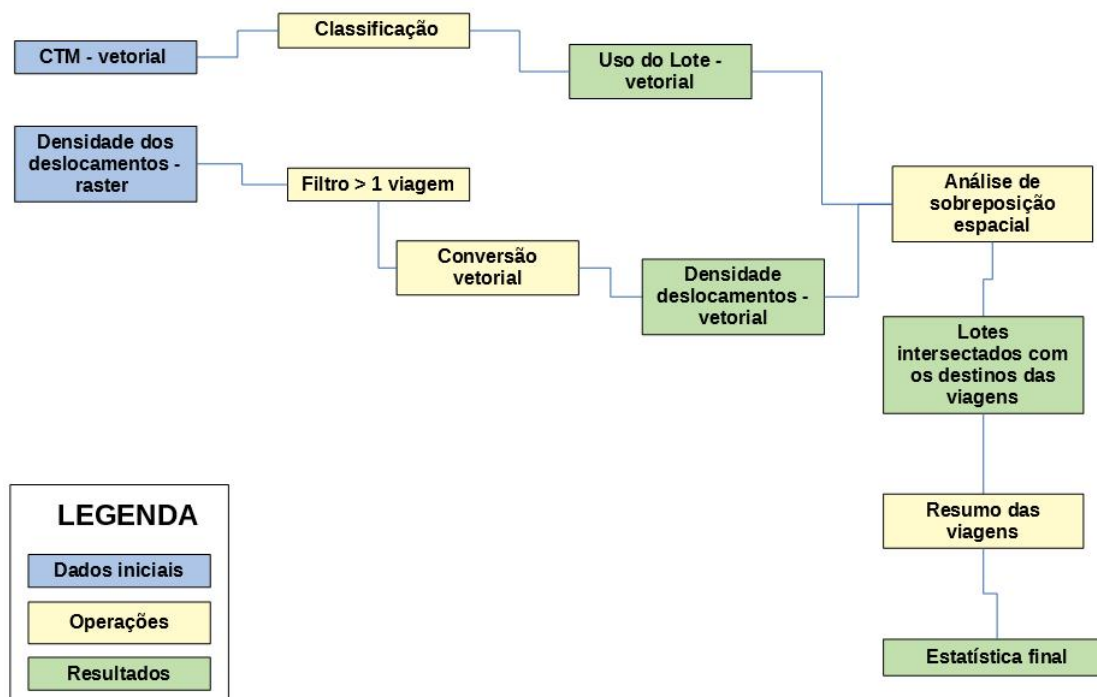 Classificação
CTM - vetorial
Uso do Lote -
vetorial
Densidade dos
deslocamentos -
raster
Filtro > 1 viagem
Análise de
sobreposição
espacial
Conversão
vetorial
Densidade
deslocamentos -
vetorial
Lotes
intersectados com
os destinos das
viagens
Resumo das
viagens
Estatística final
LEGENDA
Dados iniciais
Operações
Resultados